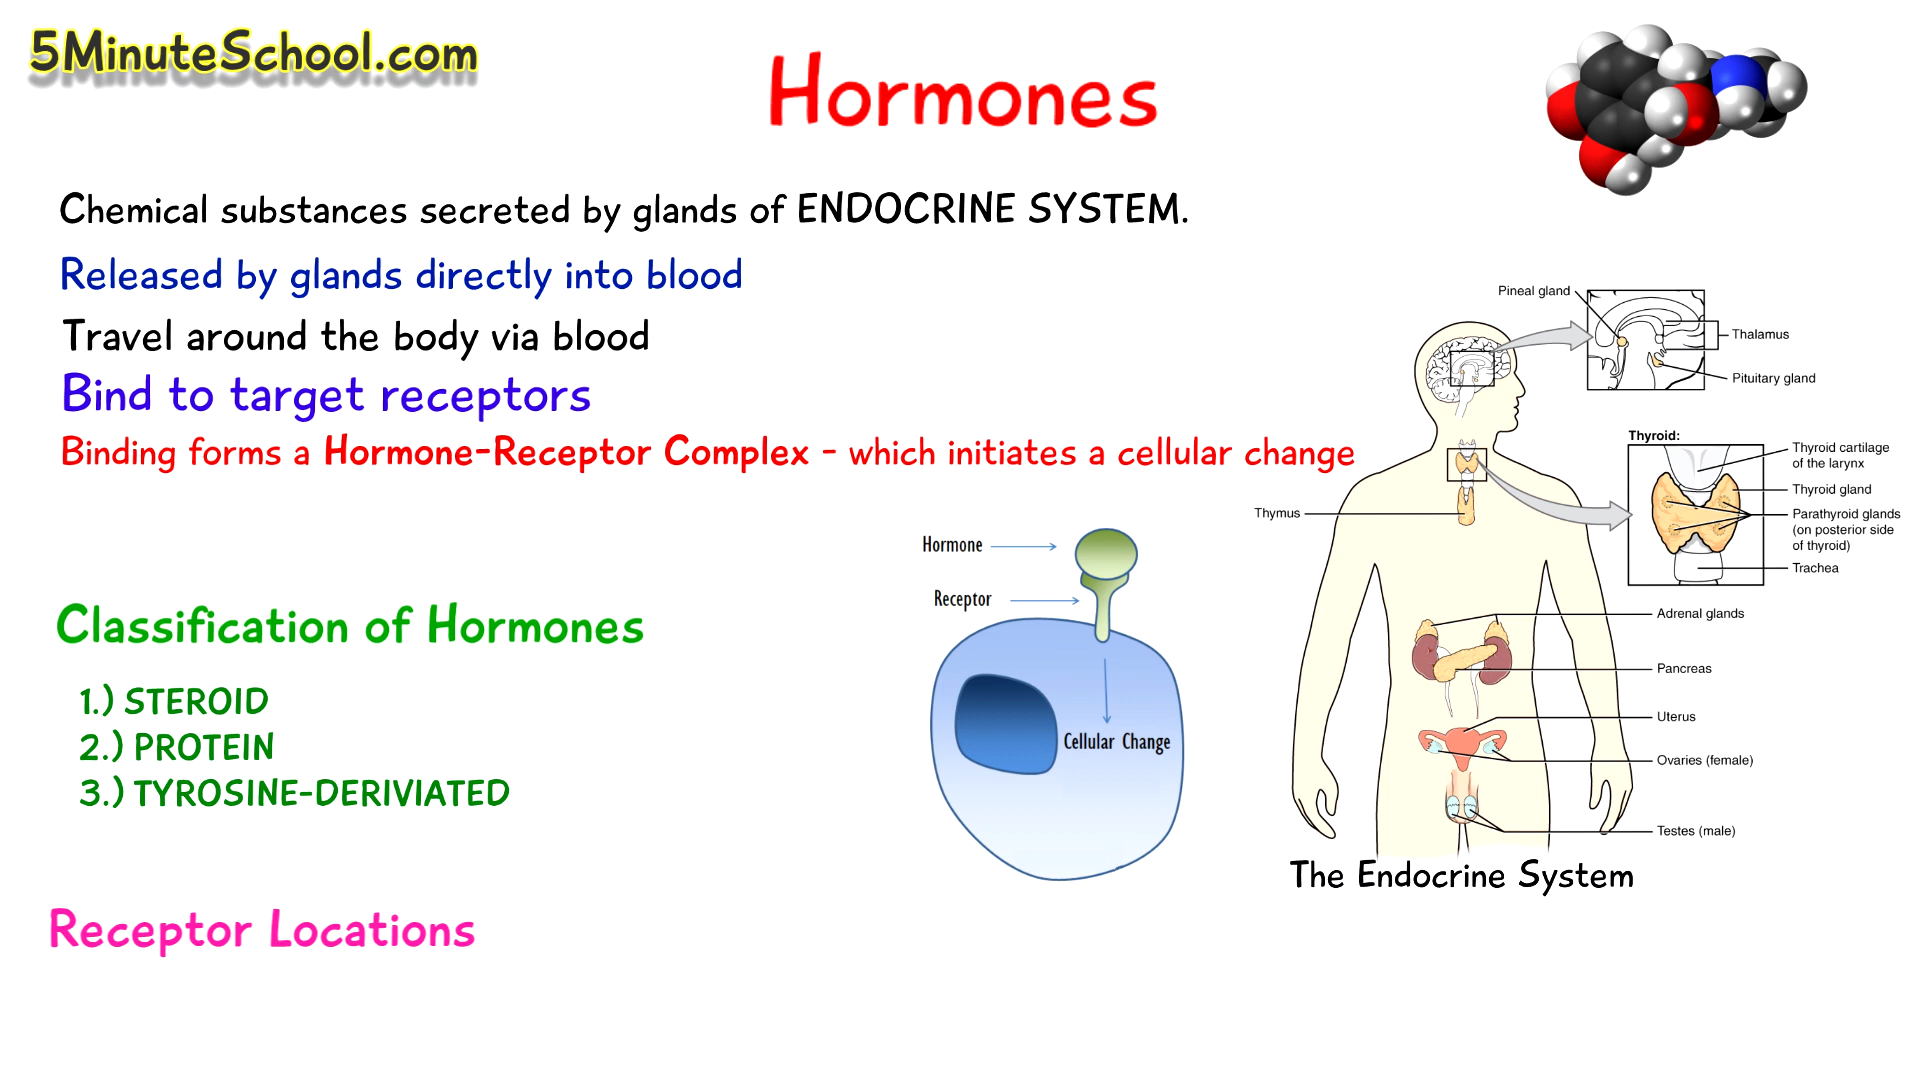 5MinuteSchool.com
Hormones
Chemical substances secreted by glands of ENDOCRINE SYSTEM.
Released by glands directly into blood
Travel around the body via blood
Bind to target receptors
Binding forms a Hormone-Receptor Complex - which initiates a cellular change
Classification of Hormones
1.) STEROID
2.) PROTEIN
3.) TYROSINE-DERIVIATED
Receptor Locations
Hormone
Receptor
Cellular Change
Pineal gland
Thalamus
Pituitary gland
Thyroid:
Thyroid cartilage
of the larynx
Thyroid gland
Parathyroid glands
(on posterior side
of thyroid)
Trachea
Thymus
Adrenal glands
Pancreas
Uterus
Ovaries (female)
Testes (male)
The Endocrine System